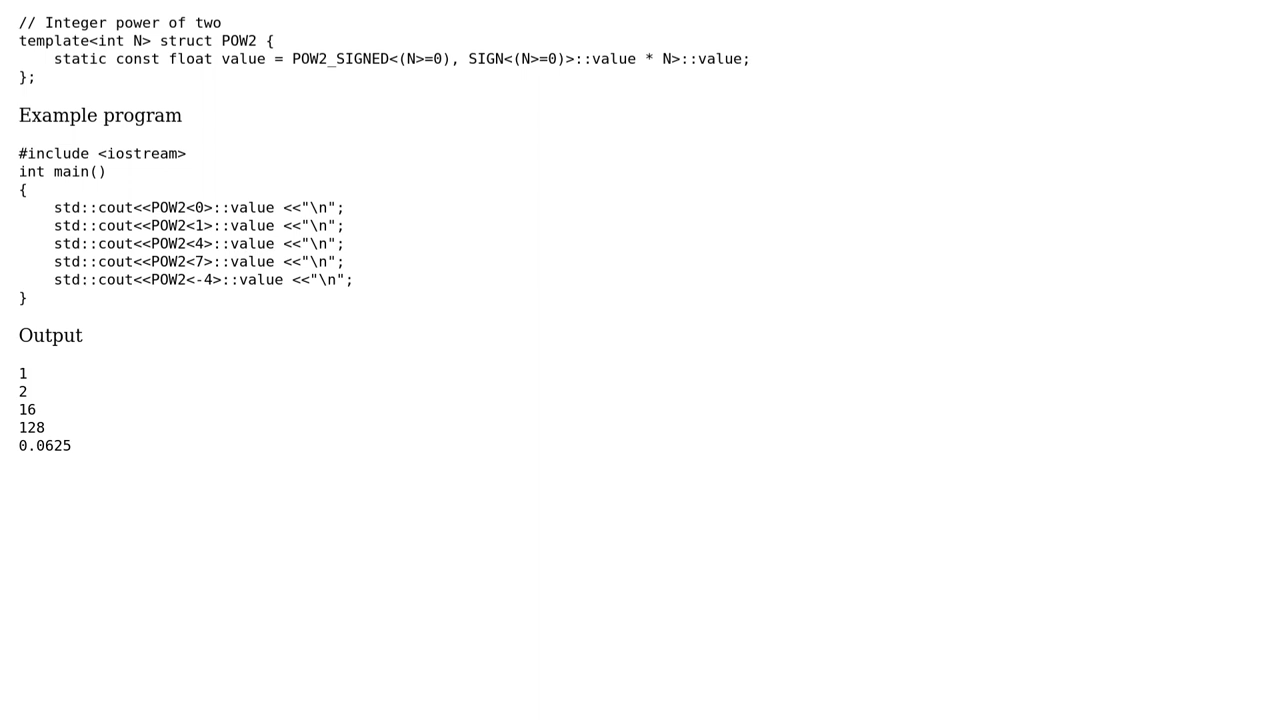 // Integer power of two
template<int N> struct POW2 {
    static const float value = POW2_SIGNED<(N>=0), SIGN<(N>=0)>::value * N>::value;
};
Example program
#include <iostream>
int main()
{
    std::cout<<POW2<0>::value <<"\n";
    std::cout<<POW2<1>::value <<"\n";
    std::cout<<POW2<4>::value <<"\n";
    std::cout<<POW2<7>::value <<"\n";
    std::cout<<POW2<-4>::value <<"\n";
}
Output
1
2
16
128
0.0625